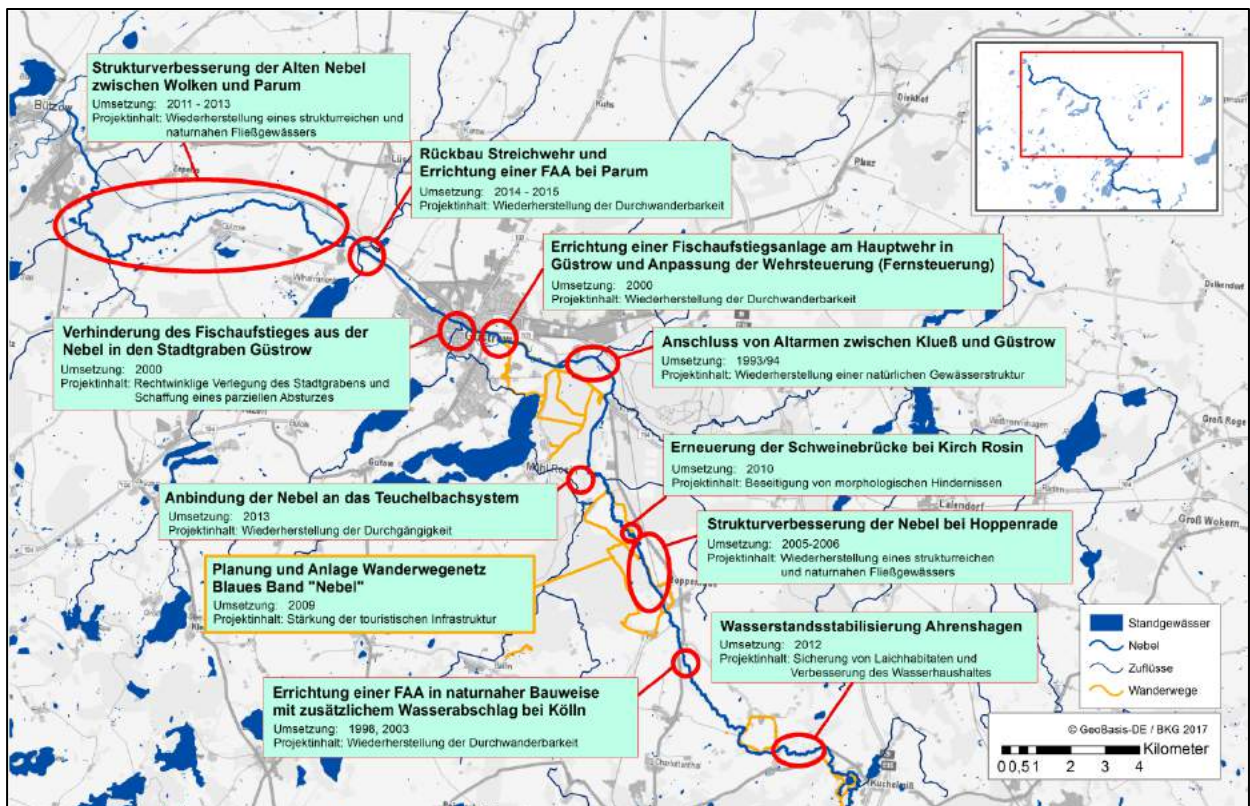 Strukturverbesserung der Alten Nebel
zwischen Wolken und Parum
Umsetzung: 2011 - 2013
Projektinhalt: Wiederherstellung eines strukturreichen und
naturnahen Fließgewässers
Bützow
Rückbau Streichwehr und
Errichtung einer FAA bei Parum
Umsetzung: 2014 - 2015
Projektinhalt: Wiederherstellung der Durchwanderbarkeit
Errichtung einer Fischaufstiegsanlage am Hauptwehr in
Güstrow und Anpassung der Wehrsteuerung (Fernsteuerung)
Umsetzung: 2000
Projektinhalt: Wiederherstellung der Durchwanderbarkeit
Verhinderung des Fischaufstieges aus der
Nebel in den Stadtgraben Güstrow
Umsetzung: 2000
Projektinhalt: Rechtwinklige Verlegung des Stadtgrabens und
Schaffung eines parziellen Absturzes
Güstrow
Anschluss von Altarmen zwischen Klueß und Güstrow
Umsetzung: 1993/94
Projektinhalt: Wiederherstellung einer natürlichen Gewässerstruktur
Erneuerung der Schweinebrücke bei Kirch Rosin
Umsetzung: 2010
Projektinhalt: Beseitigung von morphologischen Hindernissen
Gutow
Mühl Rosin
Groß Wokern
Lalendorf
Anbindung der Nebel an das Teuchelbachsystem
Umsetzung: 2013
Projektinhalt: Wiederherstellung der Durchgängigkeit
Strukturverbesserung der Nebel bei Hoppenrade
Umsetzung: 2005-2006
Projektinhalt: Wiederherstellung eines strukturreichen
und naturnahen Fließgewässers
Planung und Anlage Wanderwegenetz
Blaues Band "Nebel"
Umsetzung: 2009
Projektinhalt: Stärkung der touristischen Infrastruktur
Wasserstandsstabilisierung Ahrenshagen
Umsetzung: 2012
Projektinhalt: Sicherung von Laichhabitaten und
Verbesserung des Wasserhaushaltes
Errichtung einer FAA in naturnaher Bauweise
mit zusätzlichem Wasserabschlag bei Kölln
Umsetzung: 1998, 2003
Projektinhalt: Wiederherstellung der Durchwanderbarkeit
Kuchelmiß
Standgewässer
Nebel
Zuflüsse
Wanderwege
© GeoBasis-DE / BKG 2017
Kilometer
0 0,5 1 2 3 4